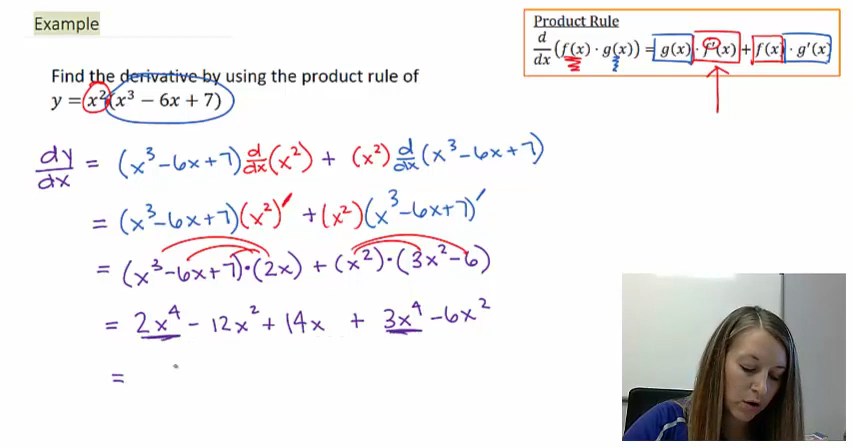 Example
Product Rule
d/dx (f(x) · g(x)) = g(x) · f'(x) + f(x) · g'(x)
Find the derivative by using the product rule of
y = x²(x³ − 6x + 7)
dy/dx = (x³−6x+7) d/dx (x²) + (x²) d/dx (x³−6x+7)
= (x³−6x+7)(x²)' + (x²)(x³−6x+7)'
= (x³−6x+7)·(2x) + (x²)·(3x²−6)
= 2x⁴ − 12x² + 14x + 3x⁴ − 6x²
=